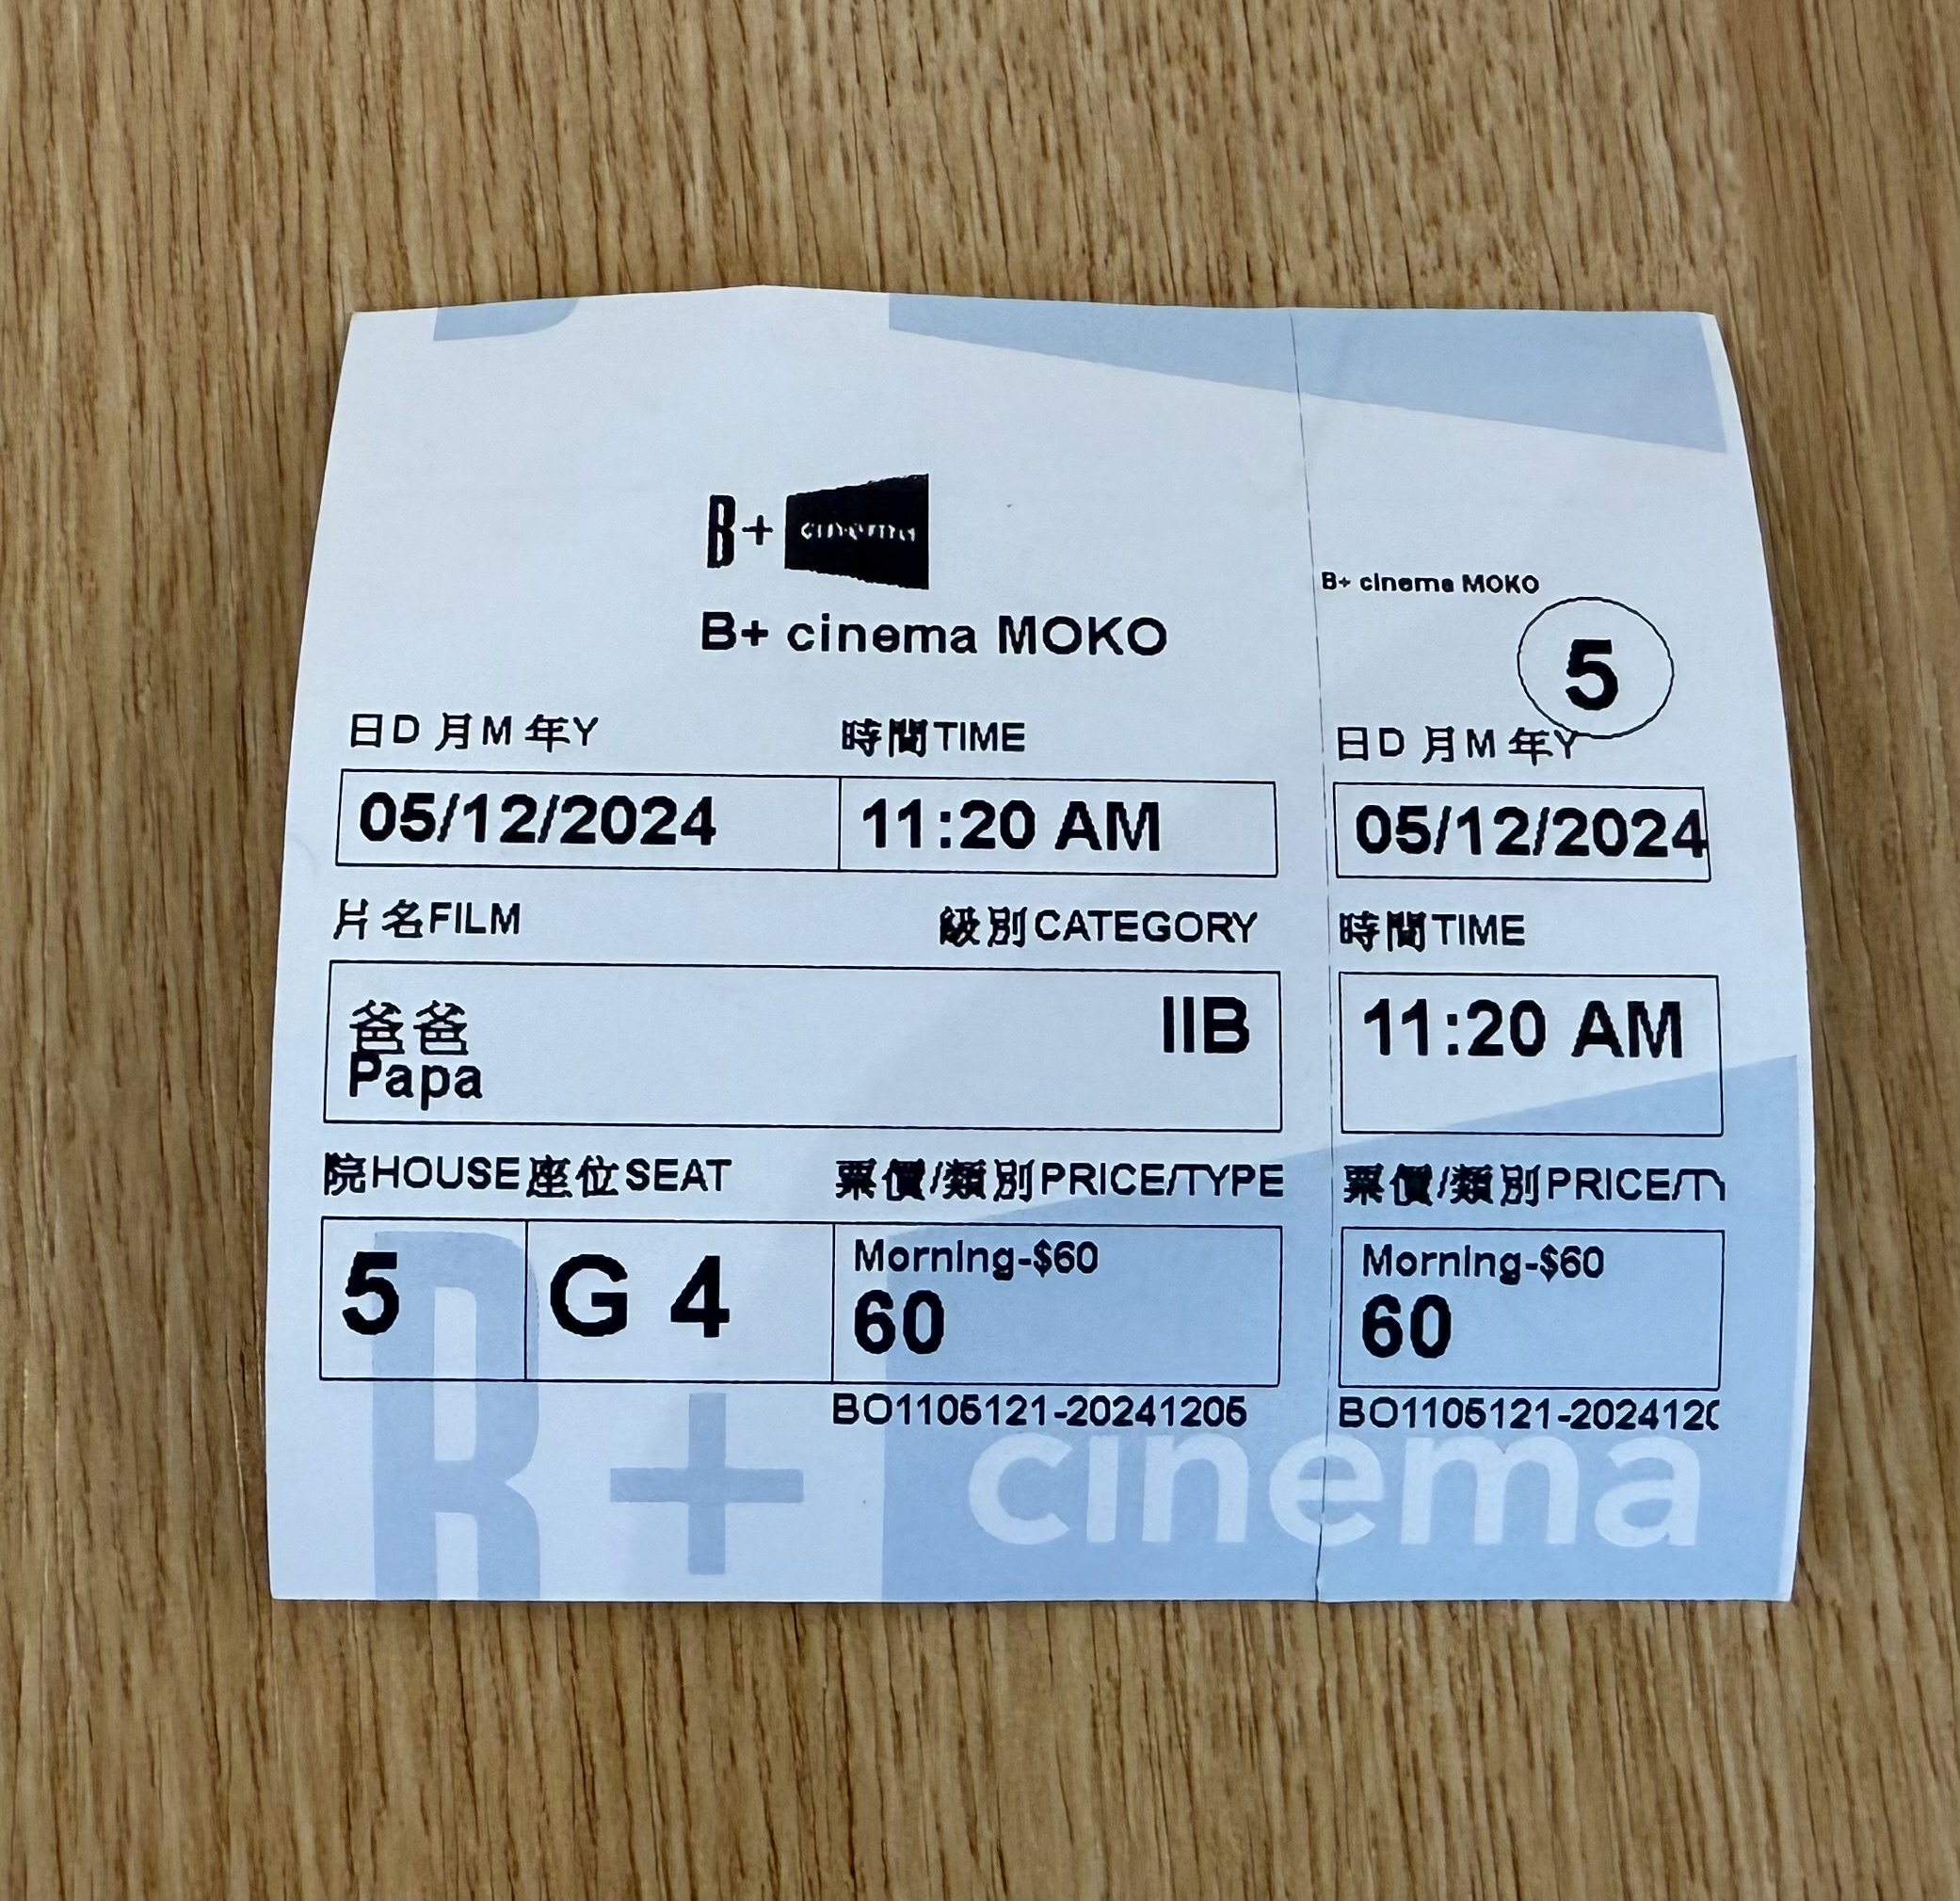 B+ cinema
B+ cinema MOKO
日D 月M 年Y 時間TIME
05/12/2024 11:20 AM
片名FILM 級別CATEGORY
爸爸 IIB
Papa
院HOUSE 座位SEAT 票價/類別PRICE/TYPE
5 G 4 Morning-$60
60
BO1105121-20241205
B+ cinema MOKO
5
日D 月M 年Y
05/12/2024
時間TIME
11:20 AM
票價/類別PRICE/TY
Morning-$60
60
BO1105121-2024120
B+ cinema